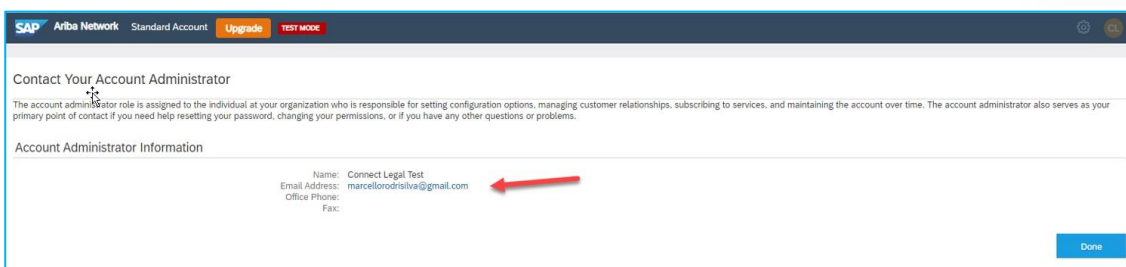 SAP Ariba Network Standard Account Upgrade TEST MODE CL
Contact Your Account Administrator
The account administrator role is assigned to the individual at your organization who is responsible for setting configuration options, managing customer relationships, subscribing to services, and maintaining the account over time. The account administrator also serves as your
primary point of contact if you need help resetting your password, changing your permissions, or if you have any other questions or problems.
Account Administrator Information
Name: Connect Legal Test
Email Address: marcellorodrisilva@gmail.com
Office Phone:
Fax:
Done